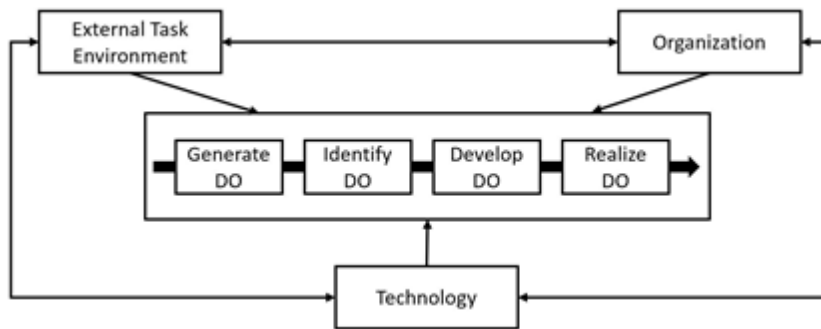 External Task
Environment
Organization
Generate
DO
Identify
DO
Develop
DO
Realize
DO
Technology